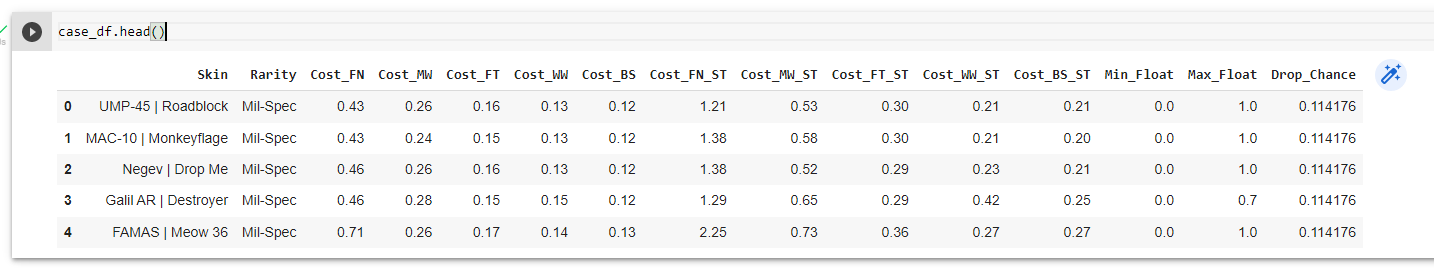 case_df.head()
Skin Rarity Cost_FN Cost_MW Cost_FT Cost_WW Cost_BS Cost_FN_ST Cost_MW_ST Cost_FT_ST Cost_WW_ST Cost_BS_ST Min_Float Max_Float Drop_Chance
0 UMP-45 | Roadblock Mil-Spec 0.43 0.26 0.16 0.13 0.12 1.21 0.53 0.30 0.21 0.21 0.0 1.0 0.114176
1 MAC-10 | Monkeyflage Mil-Spec 0.43 0.24 0.15 0.13 0.12 1.38 0.58 0.30 0.21 0.20 0.0 1.0 0.114176
2 Negev | Drop Me Mil-Spec 0.46 0.26 0.16 0.13 0.12 1.38 0.52 0.29 0.23 0.21 0.0 1.0 0.114176
3 Galil AR | Destroyer Mil-Spec 0.46 0.28 0.15 0.15 0.12 1.29 0.65 0.29 0.42 0.25 0.0 0.7 0.114176
4 FAMAS | Meow 36 Mil-Spec 0.71 0.26 0.17 0.14 0.13 2.25 0.73 0.36 0.27 0.27 0.0 1.0 0.114176